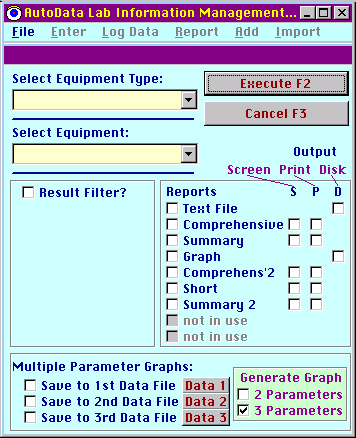 AutoData Lab Information Management...
File Enter Log Data Report Add Import
Select Equipment Type:
Execute F2
Cancel F3
Select Equipment:
Output
Screen Print Disk
Result Filter?
Reports S P D
Text File
Comprehensive
Summary
Graph
Comprehens'2
Short
Summary 2
not in use
not in use
Multiple Parameter Graphs:
Save to 1st Data File Data 1
Save to 2nd Data File Data 2
Save to 3rd Data File Data 3
Generate Graph
2 Parameters
3 Parameters